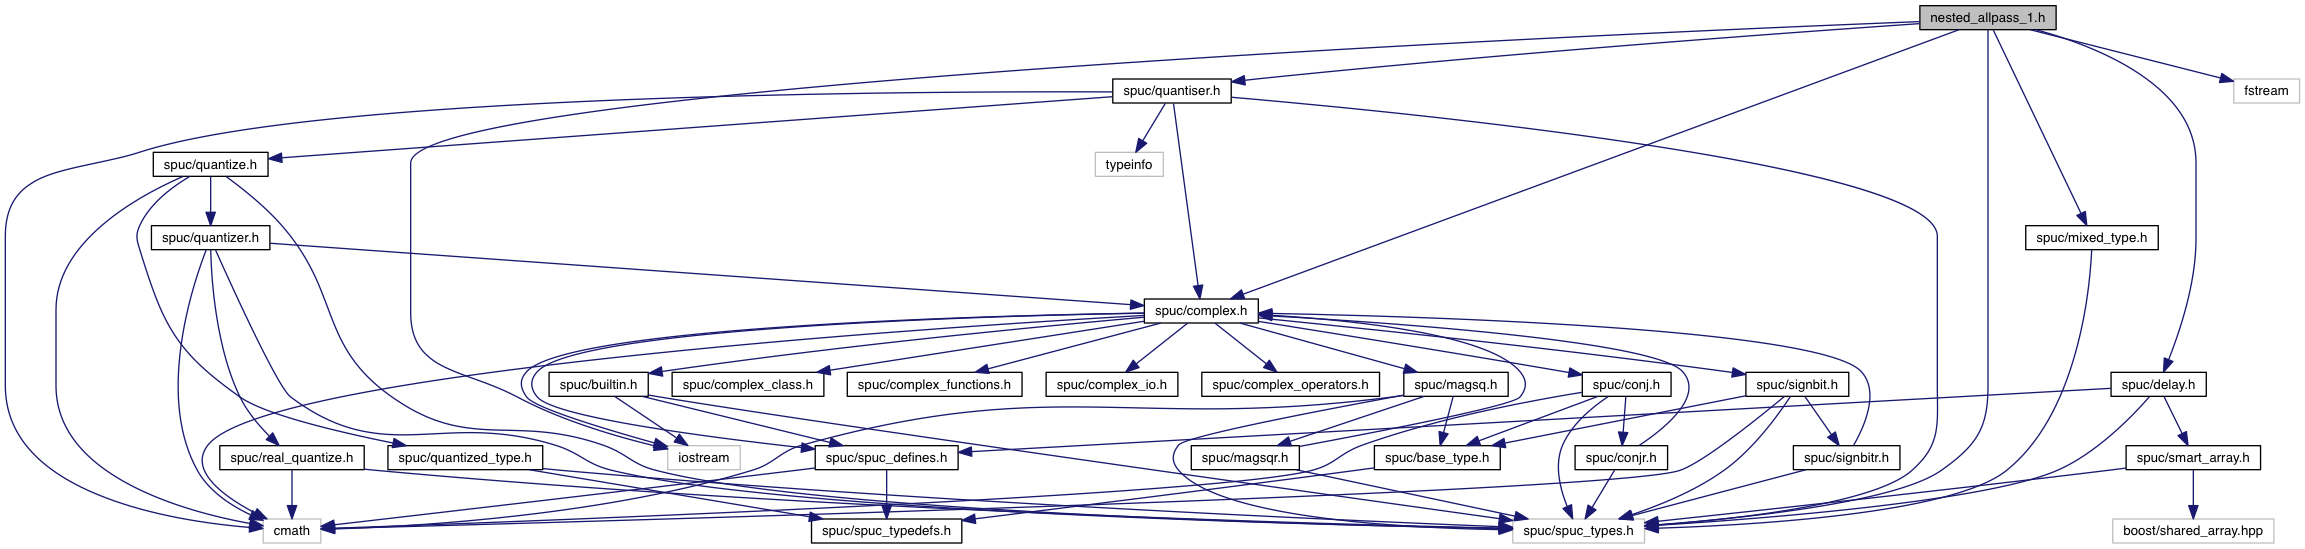 nested_allpass_1.h
spuc/quantiser.h
fstream
spuc/quantize.h
typeinfo
spuc/quantizer.h
spuc/mixed_type.h
spuc/complex.h
spuc/builtin.h
spuc/complex_class.h
spuc/complex_functions.h
spuc/complex_io.h
spuc/complex_operators.h
spuc/magsq.h
spuc/conj.h
spuc/signbit.h
spuc/delay.h
spuc/real_quantize.h
spuc/quantized_type.h
iostream
spuc/spuc_defines.h
spuc/magsqr.h
spuc/base_type.h
spuc/conjr.h
spuc/signbitr.h
spuc/smart_array.h
cmath
spuc/spuc_typedefs.h
spuc/spuc_types.h
boost/shared_array.hpp